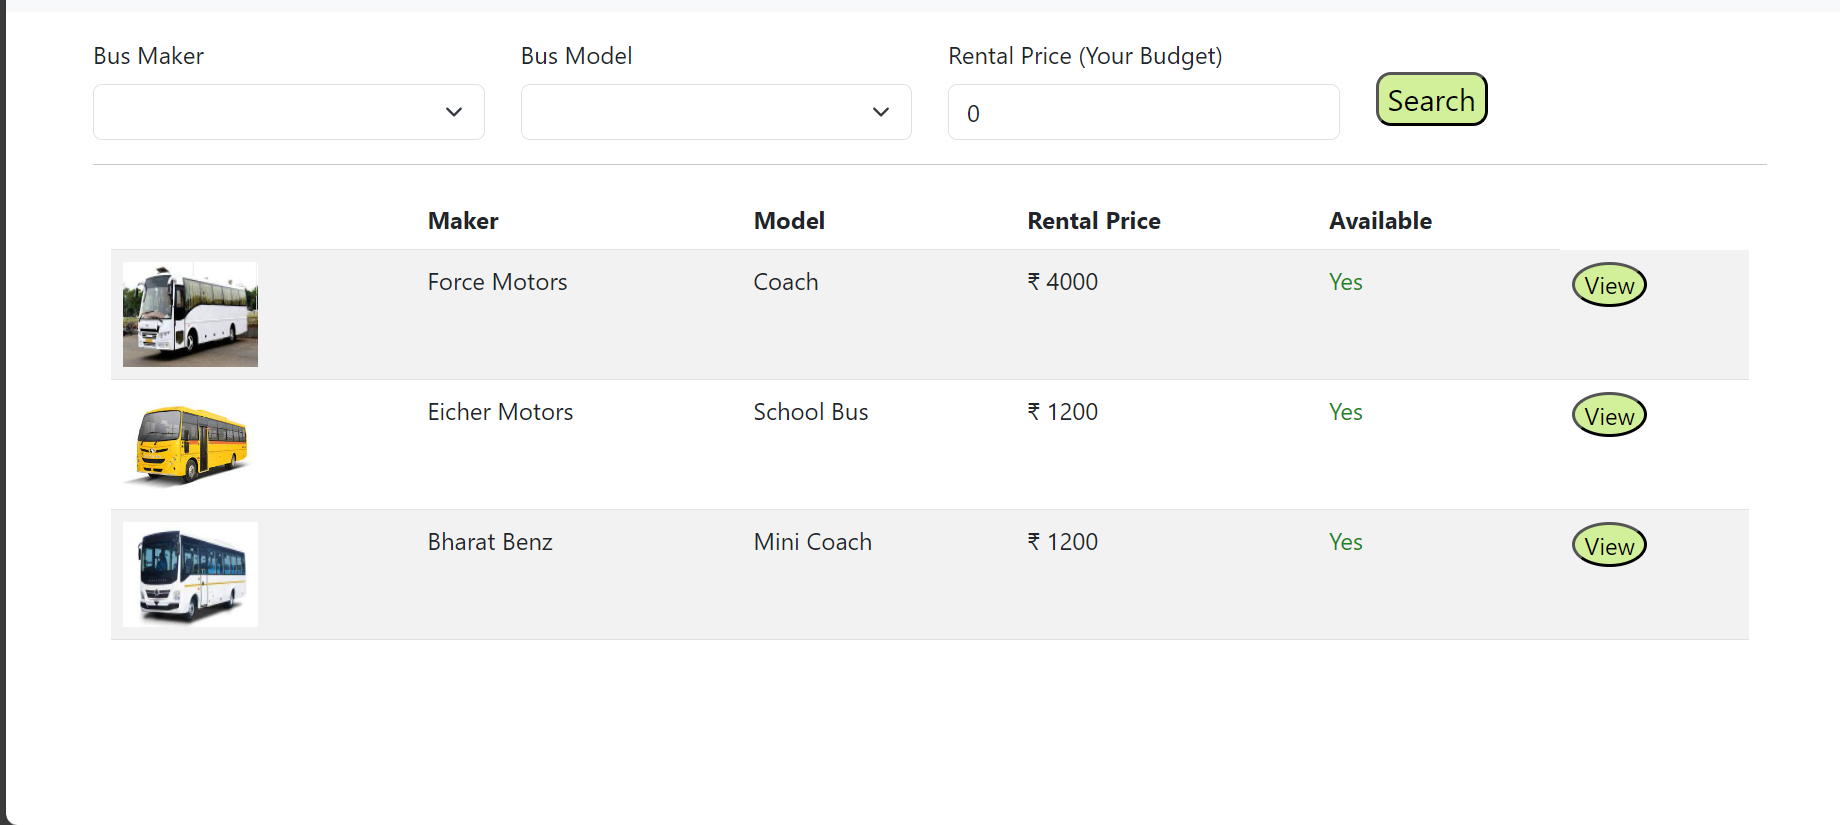 Bus Maker
Bus Model
Rental Price (Your Budget)
0
Search
Maker Model Rental Price Available
Force Motors Coach ₹ 4000 Yes View
Eicher Motors School Bus ₹ 1200 Yes View
Bharat Benz Mini Coach ₹ 1200 Yes View